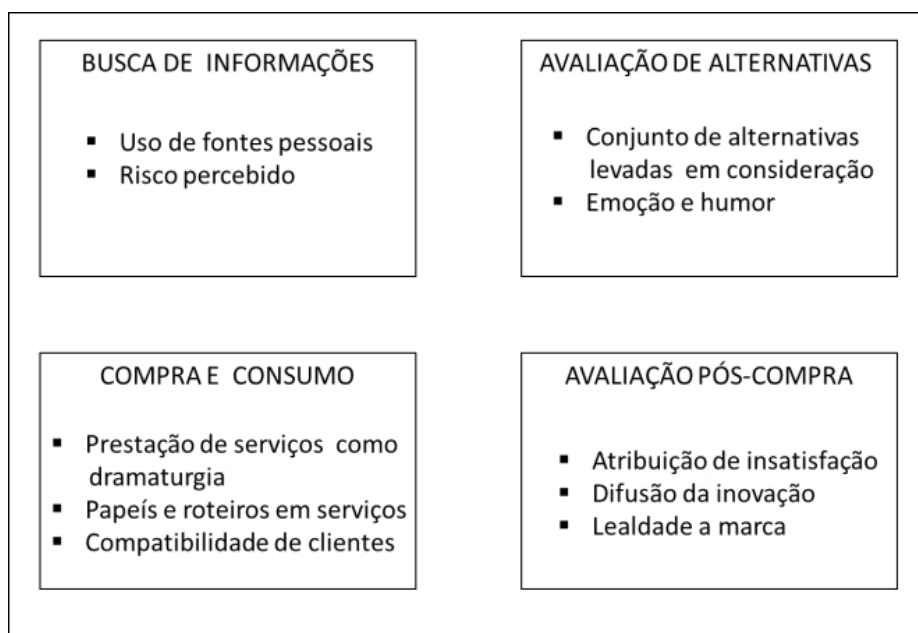 BUSCA DE INFORMAÇÕES
▪ Uso de fontes pessoais
▪ Risco percebido
AVALIAÇÃO DE ALTERNATIVAS
▪ Conjunto de alternativas
levadas em consideração
▪ Emoção e humor
COMPRA E CONSUMO
▪ Prestação de serviços como
dramaturgia
▪ Papeís e roteiros em serviços
▪ Compatibilidade de clientes
AVALIAÇÃO PÓS-COMPRA
▪ Atribuição de insatisfação
▪ Difusão da inovação
▪ Lealdade a marca